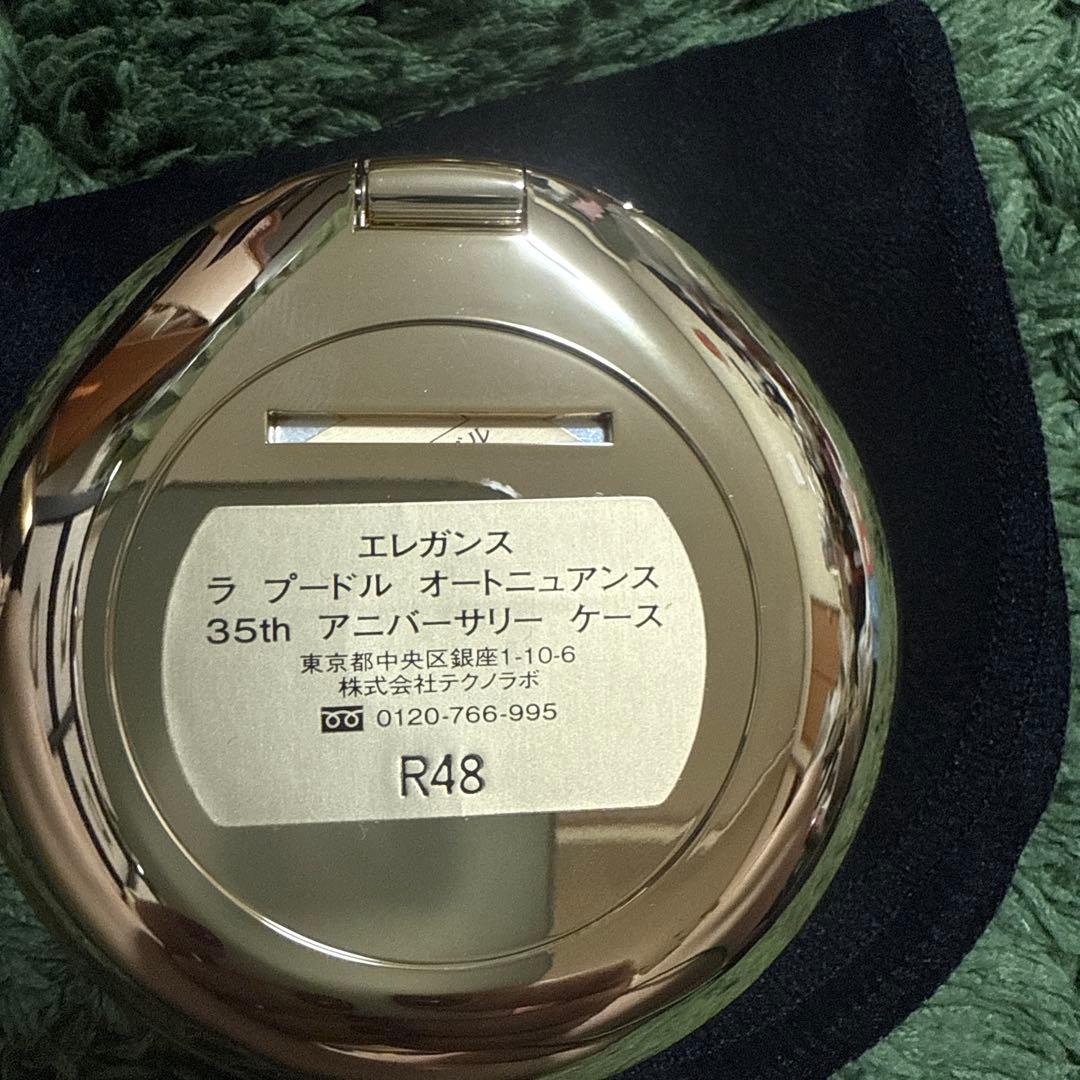 エレガンス
ラ プードル オートニュアンス
35th アニバーサリー ケース
東京都中央区銀座1-10-6
株式会社テクノラボ
0120-766-995
R48